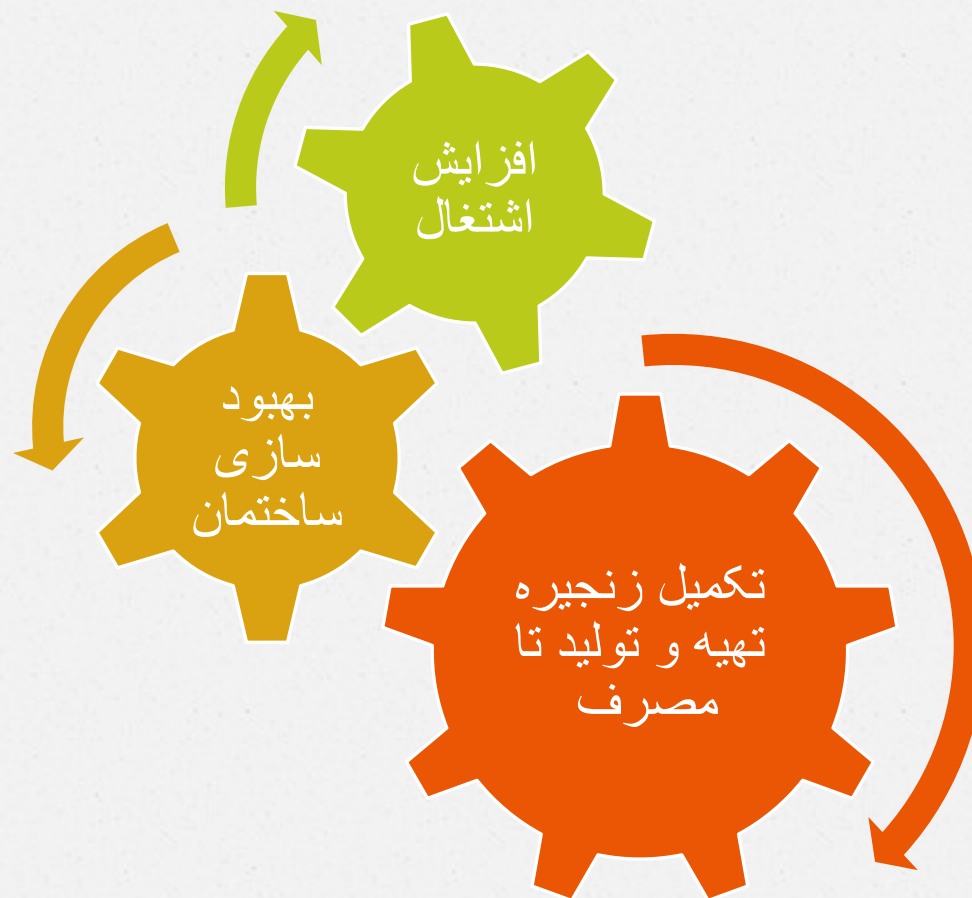 افزایش
اشتغال
بهبود
سازی
ساختمان
تکمیل زنجیره
تهیه و تولید تا
مصرف